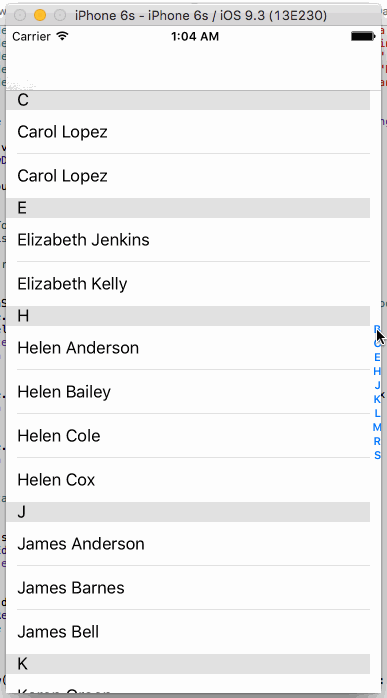 iPhone 6s - iPhone 6s / iOS 9.3 (13E230)
Carrier 1:04 AM
C
Carol Lopez
Carol Lopez
E
Elizabeth Jenkins
Elizabeth Kelly
H
Helen Anderson
Helen Bailey
Helen Cole
Helen Cox
J
James Anderson
James Barnes
James Bell
K
E
H
J
K
L
M
R
S